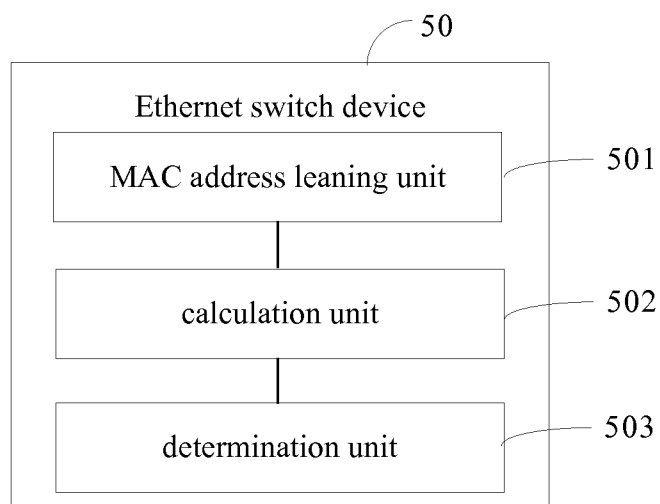 50
Ethernet switch device
MAC address leaning unit
501
calculation unit
502
determination unit
503